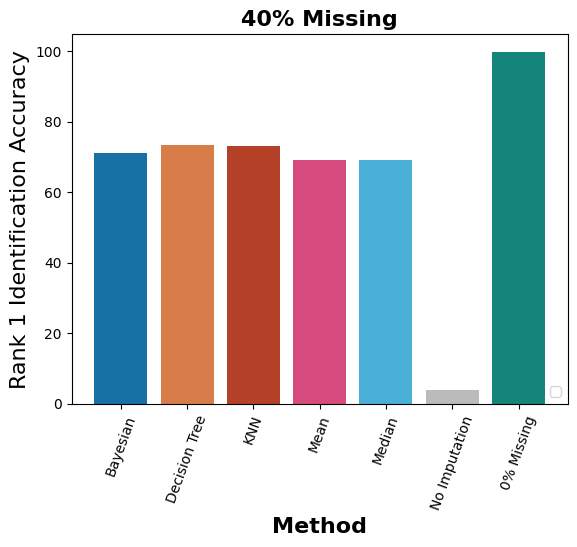 40% Missing
Rank 1 Identification Accuracy
100
80
60
40
20
0
Bayesian
Decision Tree
KNN
Mean
Median
No Imputation
0% Missing
Method